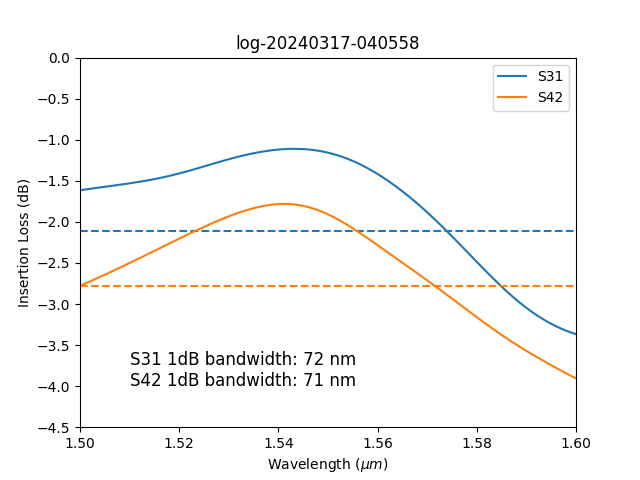 log-20240317-040558
0.0
−0.5
−1.0
−1.5
−2.0
−2.5
−3.0
−3.5
−4.0
−4.5
Insertion Loss (dB)
S31
S42
S31 1dB bandwidth: 72 nm
S42 1dB bandwidth: 71 nm
1.50 1.52 1.54 1.56 1.58 1.60
Wavelength (μm)